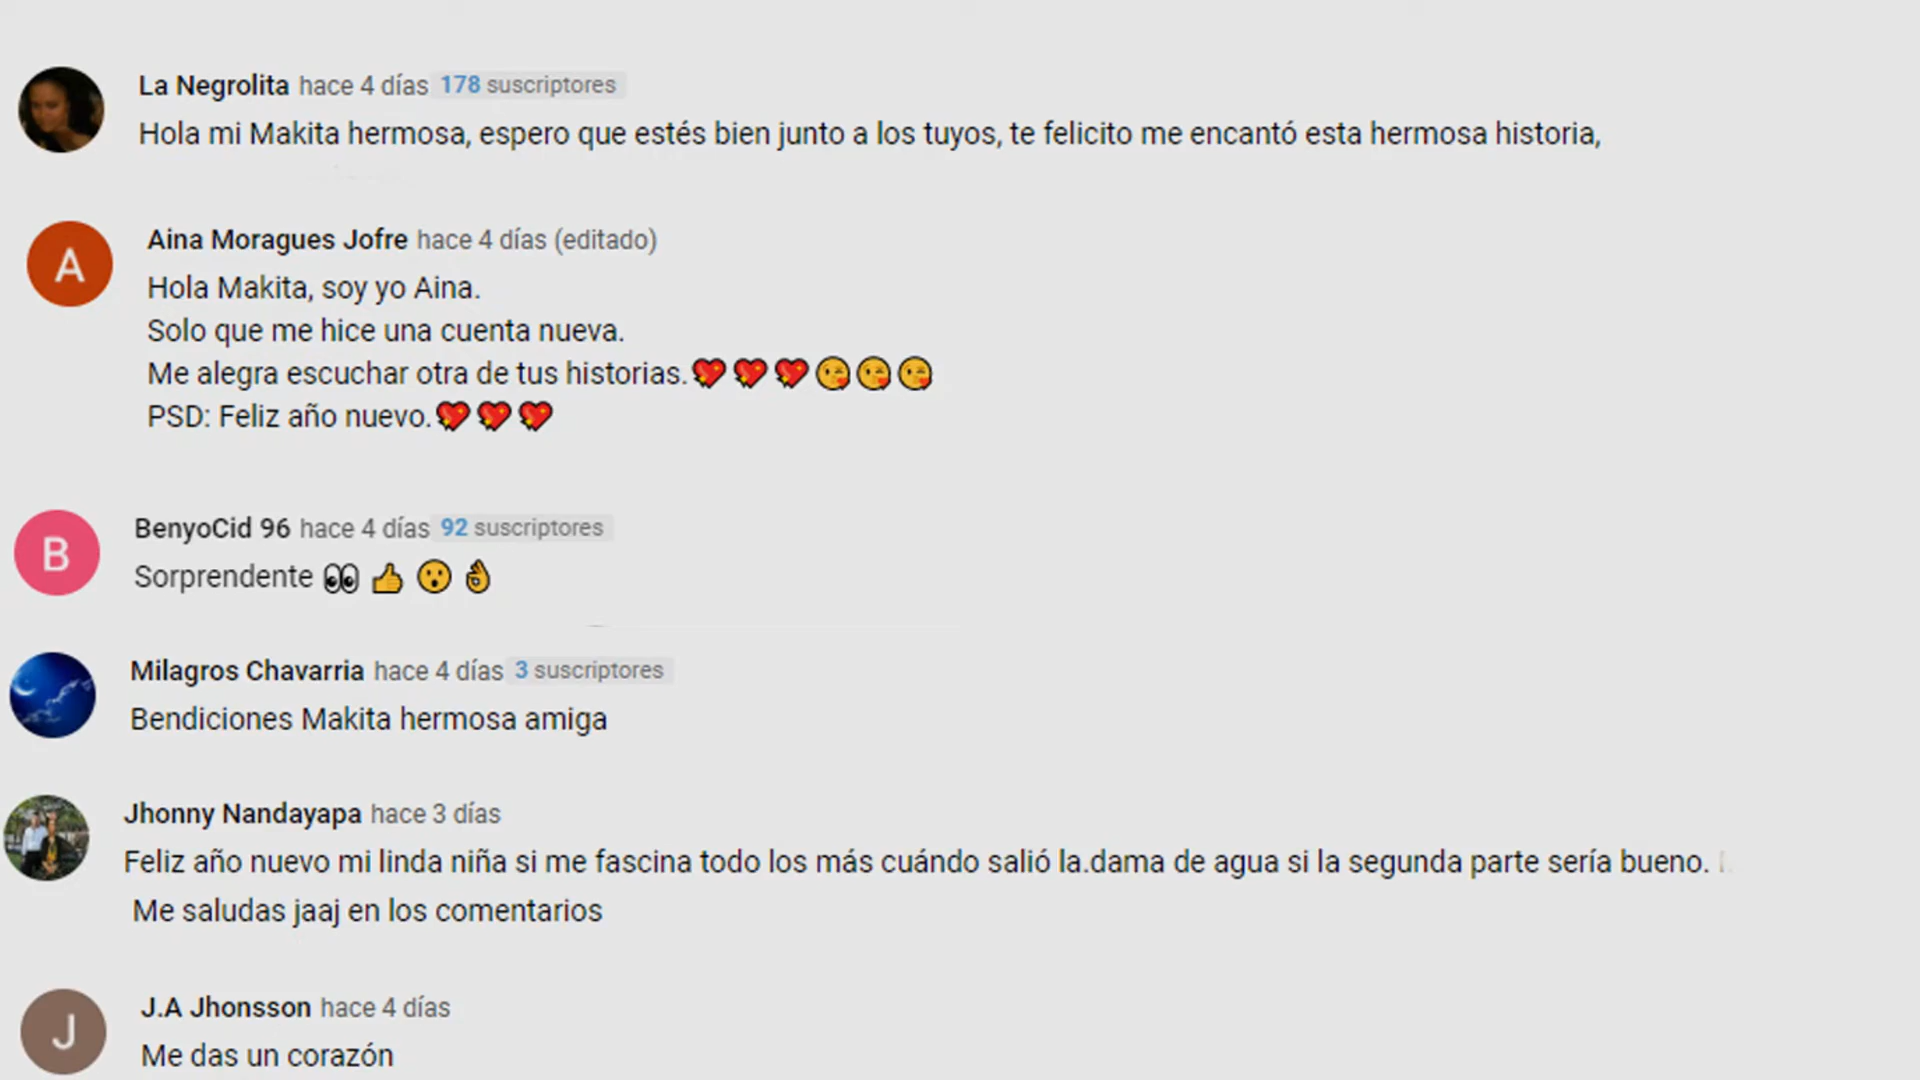 La Negrolita hace 4 días 178 suscriptores
Hola mi Makita hermosa, espero que estés bien junto a los tuyos, te felicito me encantó esta hermosa historia,
A
Aina Moragues Jofre hace 4 días (editado)
Hola Makita, soy yo Aina.
Solo que me hice una cuenta nueva.
Me alegra escuchar otra de tus historias.💖💖💖😘😘😘
PSD: Feliz año nuevo.💖💖💖
B
BenyoCid 96 hace 4 días 92 suscriptores
Sorprendente 👀 👍 😮 👌
Milagros Chavarria hace 4 días 3 suscriptores
Bendiciones Makita hermosa amiga
Jhonny Nandayapa hace 3 días
Feliz año nuevo mi linda niña si me fascina todo los más cuándo salió la.dama de agua si la segunda parte sería bueno.
Me saludas jaaj en los comentarios
J
J.A Jhonsson hace 4 días
Me das un corazón